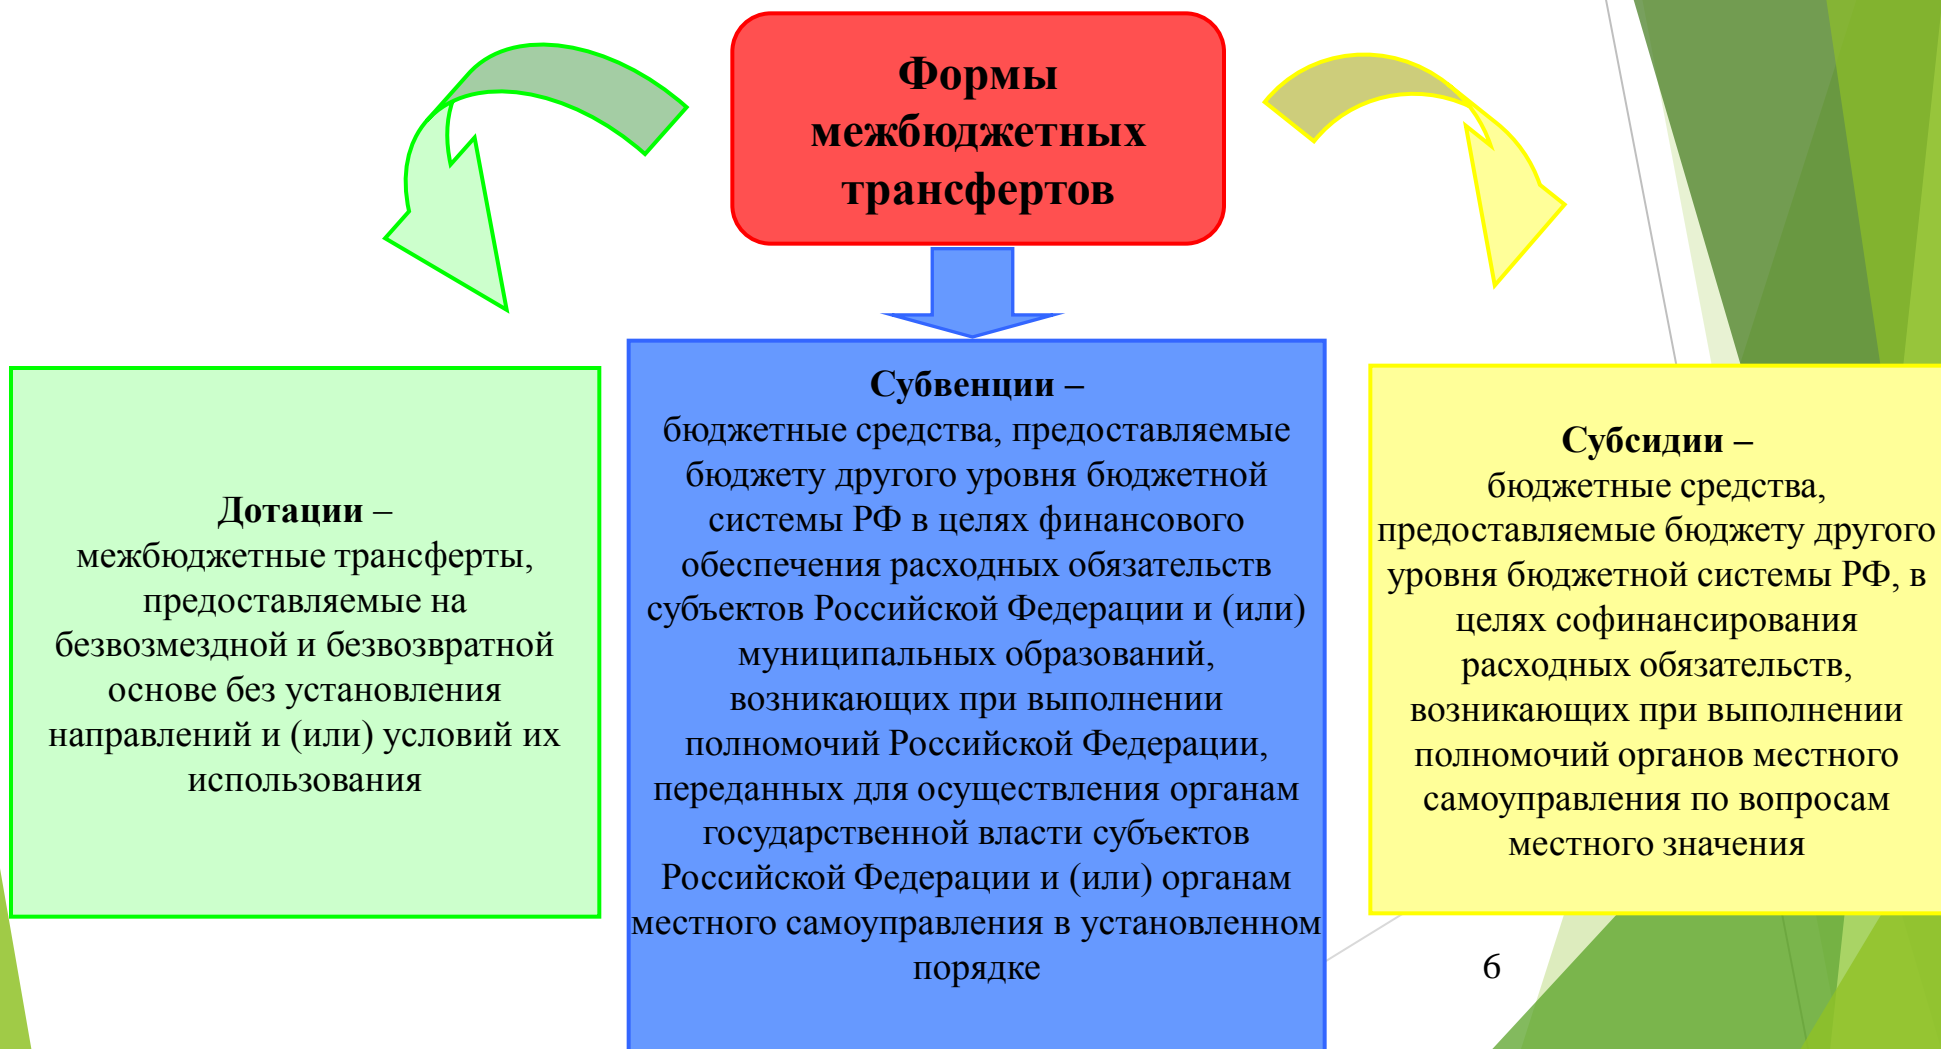 Формы
межбюджетных
трансфертов
Дотации –
межбюджетные трансферты,
предоставляемые на
безвозмездной и безвозвратной
основе без установления
направлений и (или) условий их
использования
Субвенции –
бюджетные средства, предоставляемые
бюджету другого уровня бюджетной
системы РФ в целях финансового
обеспечения расходных обязательств
субъектов Российской Федерации и (или)
муниципальных образований,
возникающих при выполнении
полномочий Российской Федерации,
переданных для осуществления органам
государственной власти субъектов
Российской Федерации и (или) органам
местного самоуправления в установленном
порядке
Субсидии –
бюджетные средства,
предоставляемые бюджету другого
уровня бюджетной системы РФ, в
целях софинансирования
расходных обязательств,
возникающих при выполнении
полномочий органов местного
самоуправления по вопросам
местного значения
6